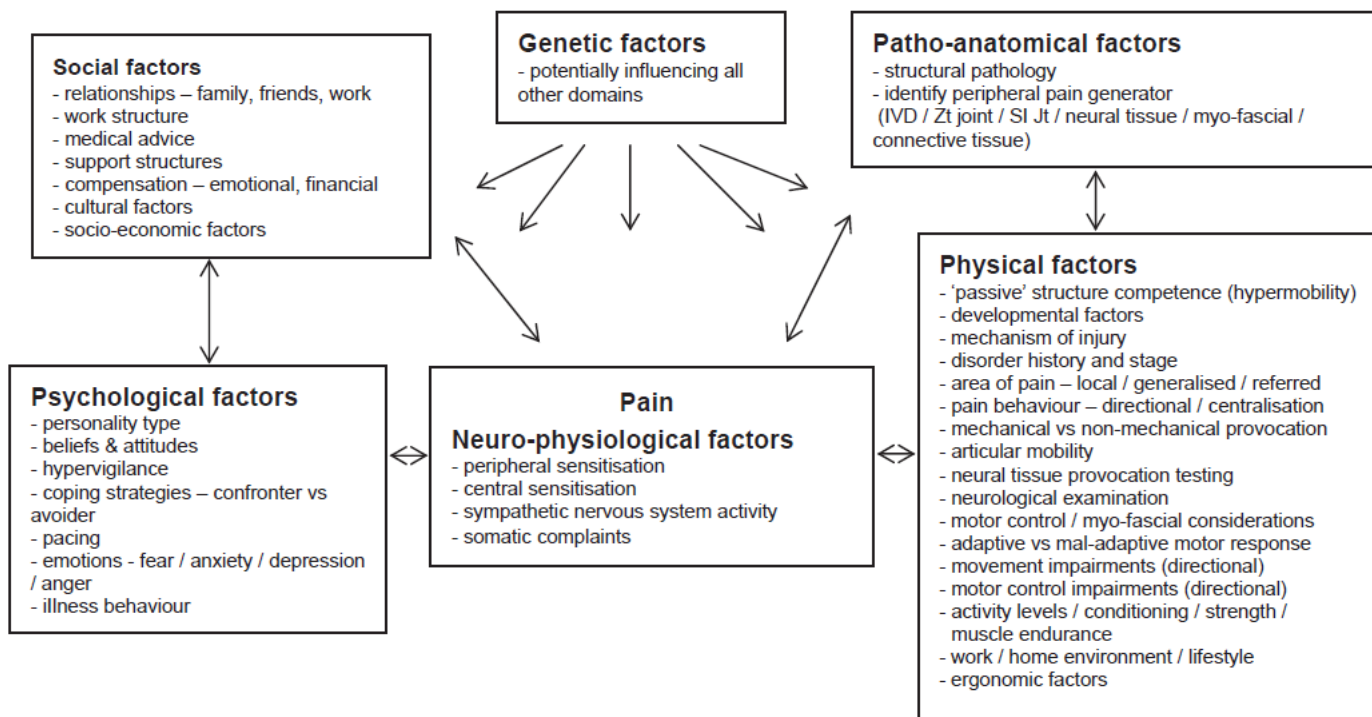 Social factors
- relationships – family, friends, work
- work structure
- medical advice
- support structures
- compensation – emotional, financial
- cultural factors
- socio-economic factors
Genetic factors
- potentially influencing all
other domains
Patho-anatomical factors
- structural pathology
- identify peripheral pain generator
(IVD / Zt joint / SI Jt / neural tissue / myo-fascial /
connective tissue)
Psychological factors
- personality type
- beliefs & attitudes
- hypervigilance
- coping strategies – confronter vs
avoider
- pacing
- emotions - fear / anxiety / depression
/ anger
- illness behaviour
Pain
Neuro-physiological factors
- peripheral sensitisation
- central sensitisation
- sympathetic nervous system activity
- somatic complaints
Physical factors
- ‘passive’ structure competence (hypermobility)
- developmental factors
- mechanism of injury
- disorder history and stage
- area of pain – local / generalised / referred
- pain behaviour – directional / centralisation
- mechanical vs non-mechanical provocation
- articular mobility
- neural tissue provocation testing
- neurological examination
- motor control / myo-fascial considerations
- adaptive vs mal-adaptive motor response
- movement impairments (directional)
- motor control impairments (directional)
- activity levels / conditioning / strength /
muscle endurance
- work / home environment / lifestyle
- ergonomic factors